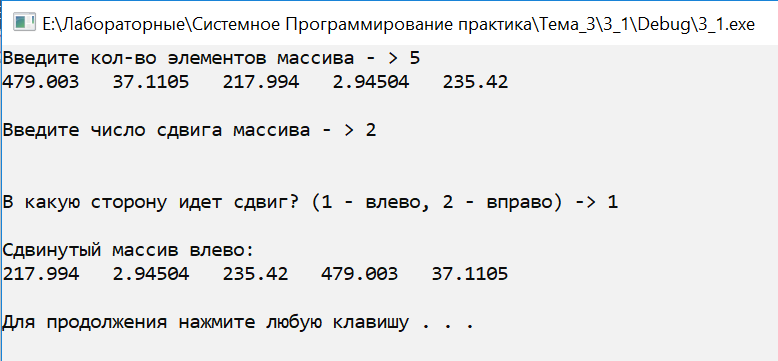 E:\Лабораторные\Системное Программирование практика\Тема_3\3_1\Debug\3_1.exe
Введите кол-во элементов массива - > 5
479.003   37.1105   217.994   2.94504   235.42
Введите число сдвига массива - > 2
В какую сторону идет сдвиг? (1 - влево, 2 - вправо) -> 1
Сдвинутый массив влево:
217.994   2.94504   235.42   479.003   37.1105
Для продолжения нажмите любую клавишу . . .